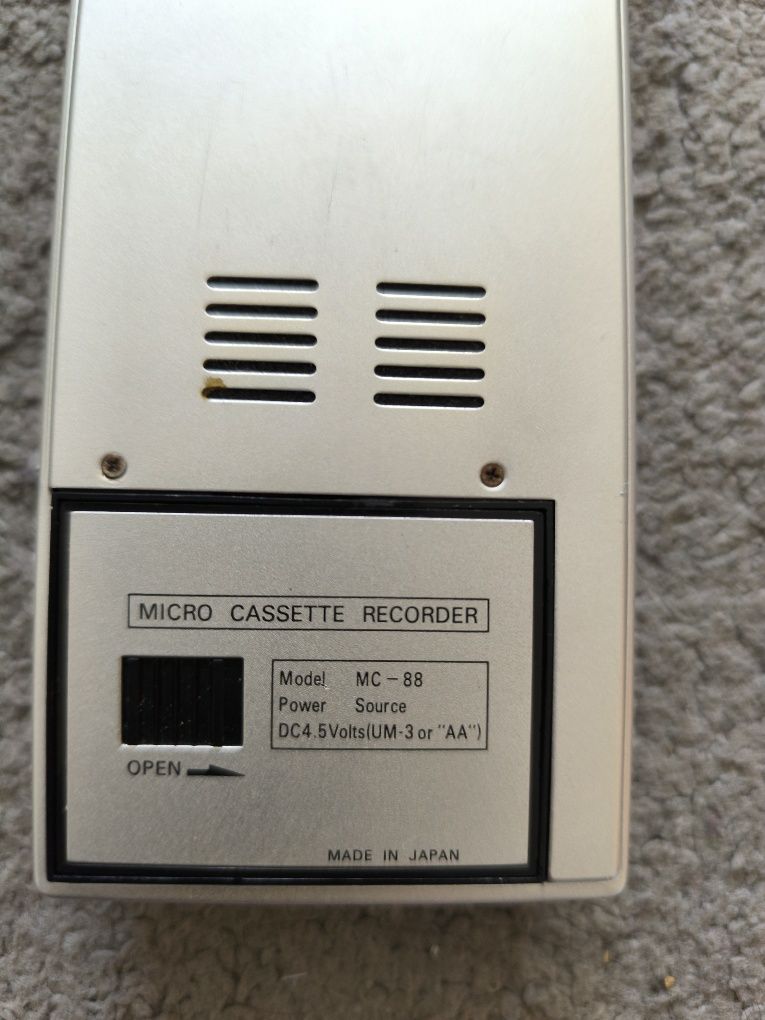 MICRO CASSETTE RECORDER
Model MC-88
Power Source
DC4.5Volts(UM-3 or "AA")
OPEN
MADE IN JAPAN